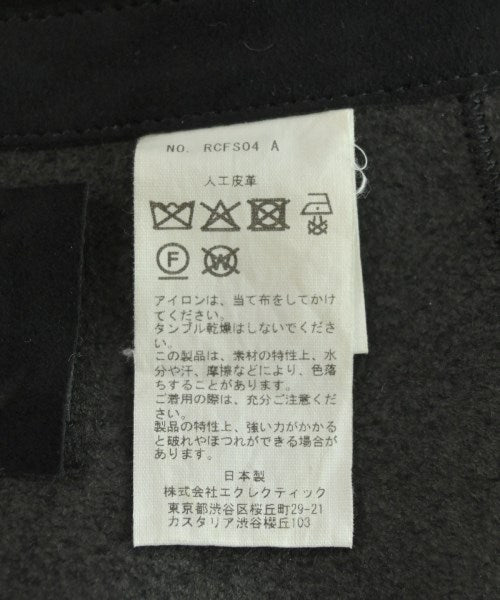 NO. RCFS04 A
人工皮革
F W
アイロンは、当て布をしてかけ
てください。
タンブル乾燥はしないでくださ
い。
この製品は、素材の特性上、水
分や汗、摩擦などにより、色落
ちすることがあります。
ご着用の際は、充分ご注意くだ
さい。
製品の特性上、強い力がかかる
と破れやほつれができる場合が
あります。
日本製
株式会社エクレクティック
東京都渋谷区桜丘町29-21
カスタリア渋谷櫻丘103